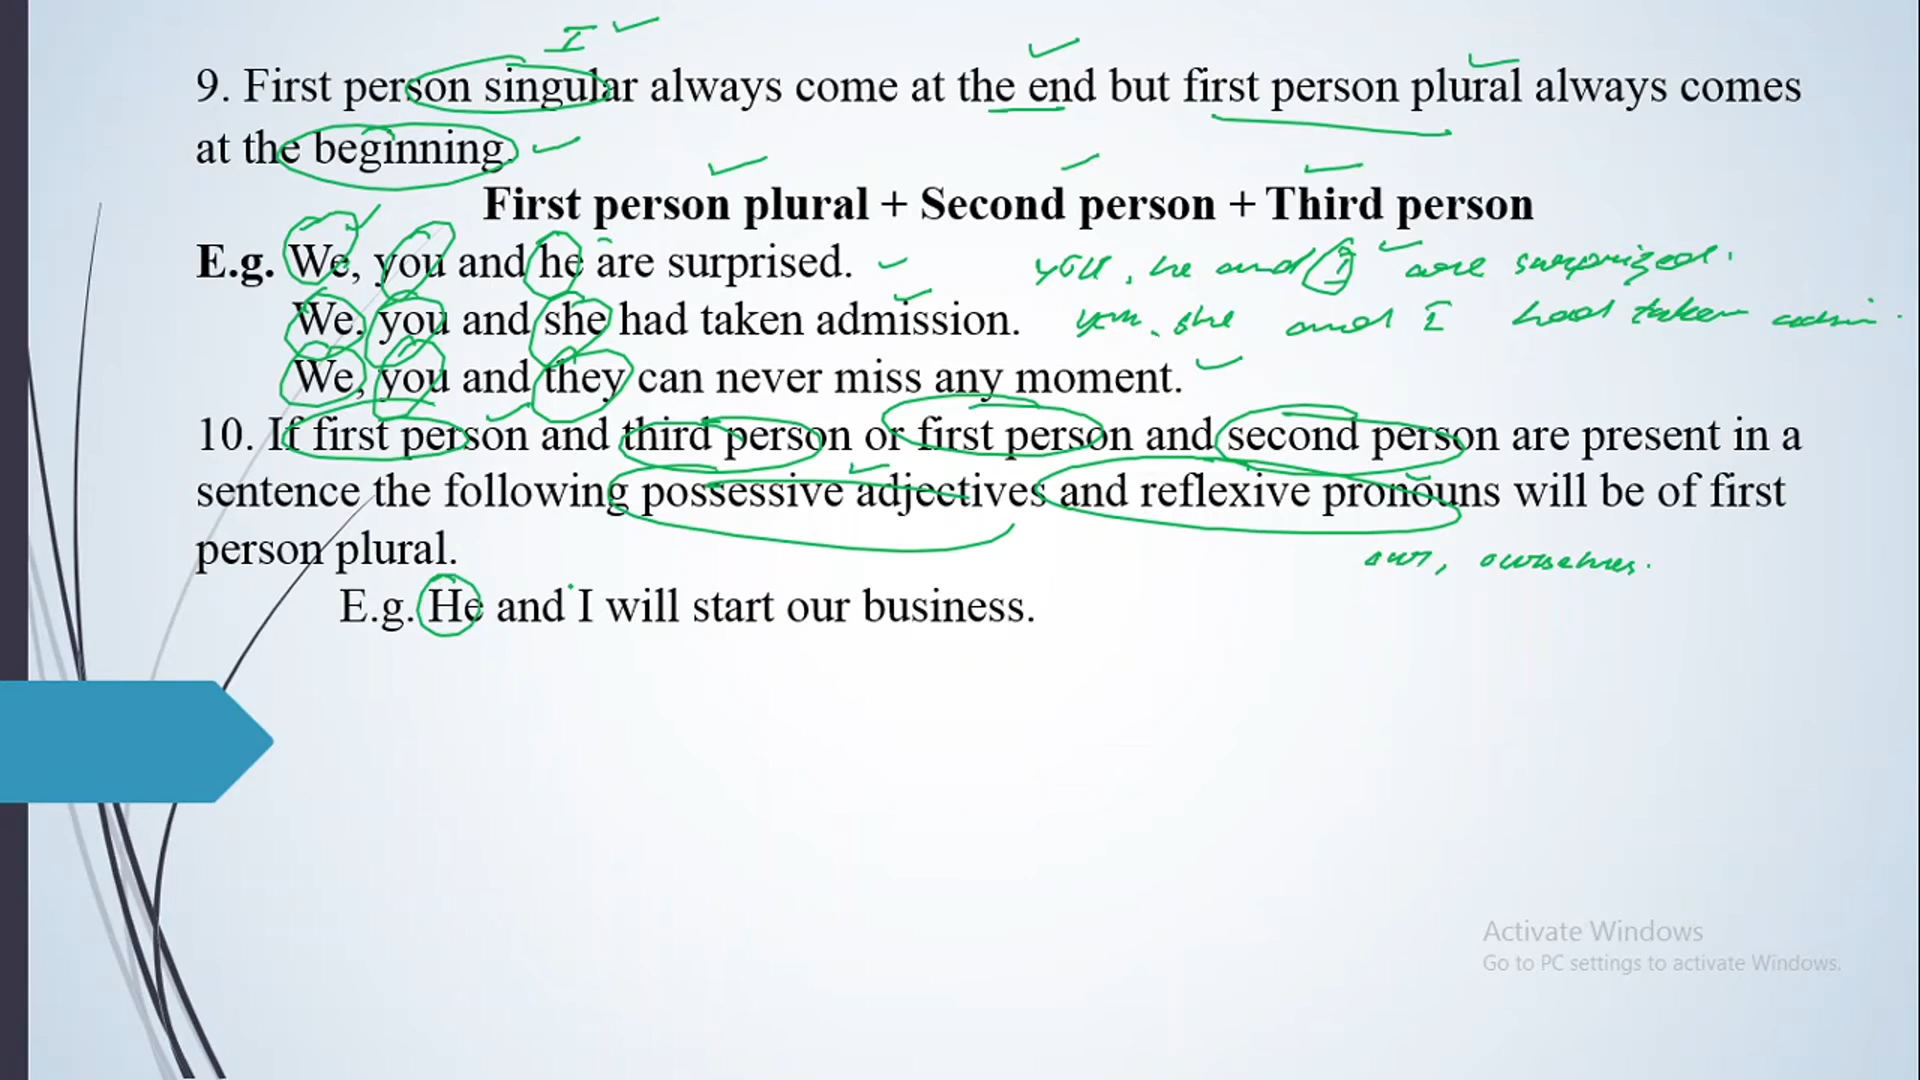 I
9. First person singular always come at the end but first person plural always comes
at the beginning.
First person plural + Second person + Third person
E.g. We, you and he are surprised. you, he and I are surprized.
We, you and she had taken admission. you, she and I had taken
We, you and they can never miss any moment.
10. If first person and third person or first person and second person are present in a
sentence the following possessive adjectives and reflexive pronouns will be of first
person plural.
our, ourselves.
E.g. He and I will start our business.
Activate Windows
Go to PC settings to activate Windows.